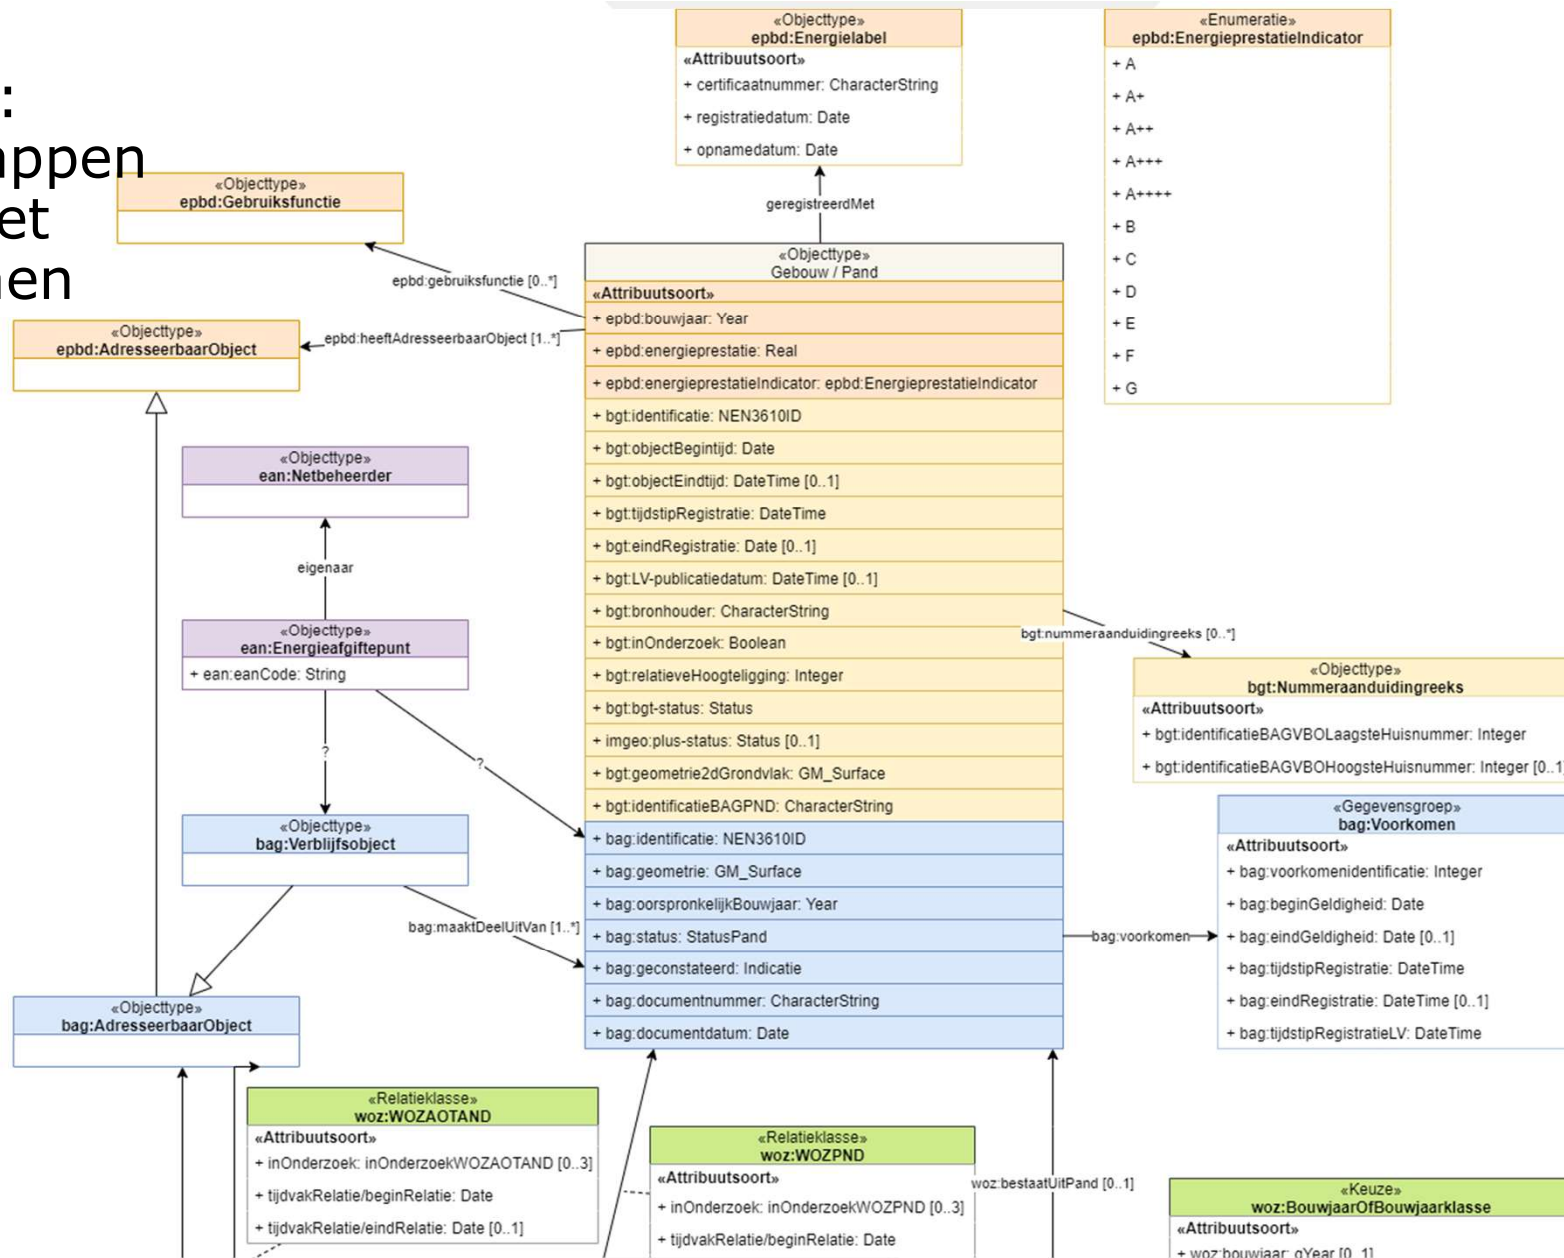 :
appen
et
nen
«Objecttype»
epbd:Energielabel
«Attribuutsoort»
+ certificaatnummer: CharacterString
+ registratiedatum: Date
+ opnamedatum: Date
«Enumeratie»
epbd:EnergieprestatieIndicator
+ A
+ A+
+ A++
+ A+++
+ A++++
+ B
+ C
+ D
+ E
+ F
+ G
geregistreerdMet
«Objecttype»
epbd:Gebruiksfunctie
epbd:gebruiksfunctie [0..*]
«Objecttype»
epbd:AdresseerbaarObject
epbd:heeftAdresseerbaarObject [1..*]
«Objecttype»
Gebouw / Pand
«Attribuutsoort»
+ epbd:bouwjaar: Year
+ epbd:energieprestatie: Real
+ epbd:energieprestatieIndicator: epbd:EnergieprestatieIndicator
+ bgt:identificatie: NEN3610ID
+ bgt:objectBegintijd: Date
+ bgt:objectEindtijd: DateTime [0..1]
+ bgt:tijdstipRegistratie: DateTime
+ bgt:eindRegistratie: Date [0..1]
+ bgt:LV-publicatiedatum: DateTime [0..1]
+ bgt:bronhouder: CharacterString
+ bgt:inOnderzoek: Boolean
+ bgt:relatieveHoogteligging: Integer
+ bgt:bgt-status: Status
+ imgeo:plus-status: Status [0..1]
+ bgt:geometrie2dGrondvlak: GM_Surface
+ bgt:identificatieBAGPND: CharacterString
+ bag:identificatie: NEN3610ID
+ bag:geometrie: GM_Surface
+ bag:oorspronkelijkBouwjaar: Year
+ bag:status: StatusPand
+ bag:geconstateerd: Indicatie
+ bag:documentnummer: CharacterString
+ bag:documentdatum: Date
«Objecttype»
ean:Netbeheerder
eigenaar
«Objecttype»
ean:Energieafgiftepunt
+ ean:eanCode: String
?
?
«Objecttype»
bag:Verblijfsobject
bag:maaktDeelUitVan [1..*]
«Objecttype»
bag:AdresseerbaarObject
bgt:nummeraanduidingreeks [0..*]
«Objecttype»
bgt:Nummeraanduidingreeks
«Attribuutsoort»
+ bgt:identificatieBAGVBOLaagsteHuisnummer: Integer
+ bgt:identificatieBAGVBOHoogsteHuisnummer: Integer [0..1
«Gegevensgroep»
bag:Voorkomen
«Attribuutsoort»
+ bag:voorkomenidentificatie: Integer
+ bag:beginGeldigheid: Date
+ bag:eindGeldigheid: Date [0..1]
+ bag:tijdstipRegistratie: DateTime
+ bag:eindRegistratie: DateTime [0..1]
+ bag:tijdstipRegistratieLV: DateTime
bag:voorkomen
«Relatieklasse»
woz:WOZAOTAND
«Attribuutsoort»
+ inOnderzoek: inOnderzoekWOZAOTAND [0..3]
+ tijdvakRelatie/beginRelatie: Date
+ tijdvakRelatie/eindRelatie: Date [0..1]
«Relatieklasse»
woz:WOZPND
«Attribuutsoort»
+ inOnderzoek: inOnderzoekWOZPND [0..3]
+ tijdvakRelatie/beginRelatie: Date
woz:bestaatUitPand [0..1]
«Keuze»
woz:BouwjaarOfBouwjaarklasse
«Attribuutsoort»
+ woz:bouwjaar: gYear [0..1]